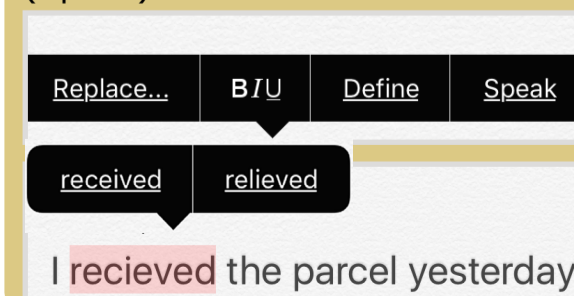 Replace... BIU Define Speak
received relieved
I recieved the parcel yesterday